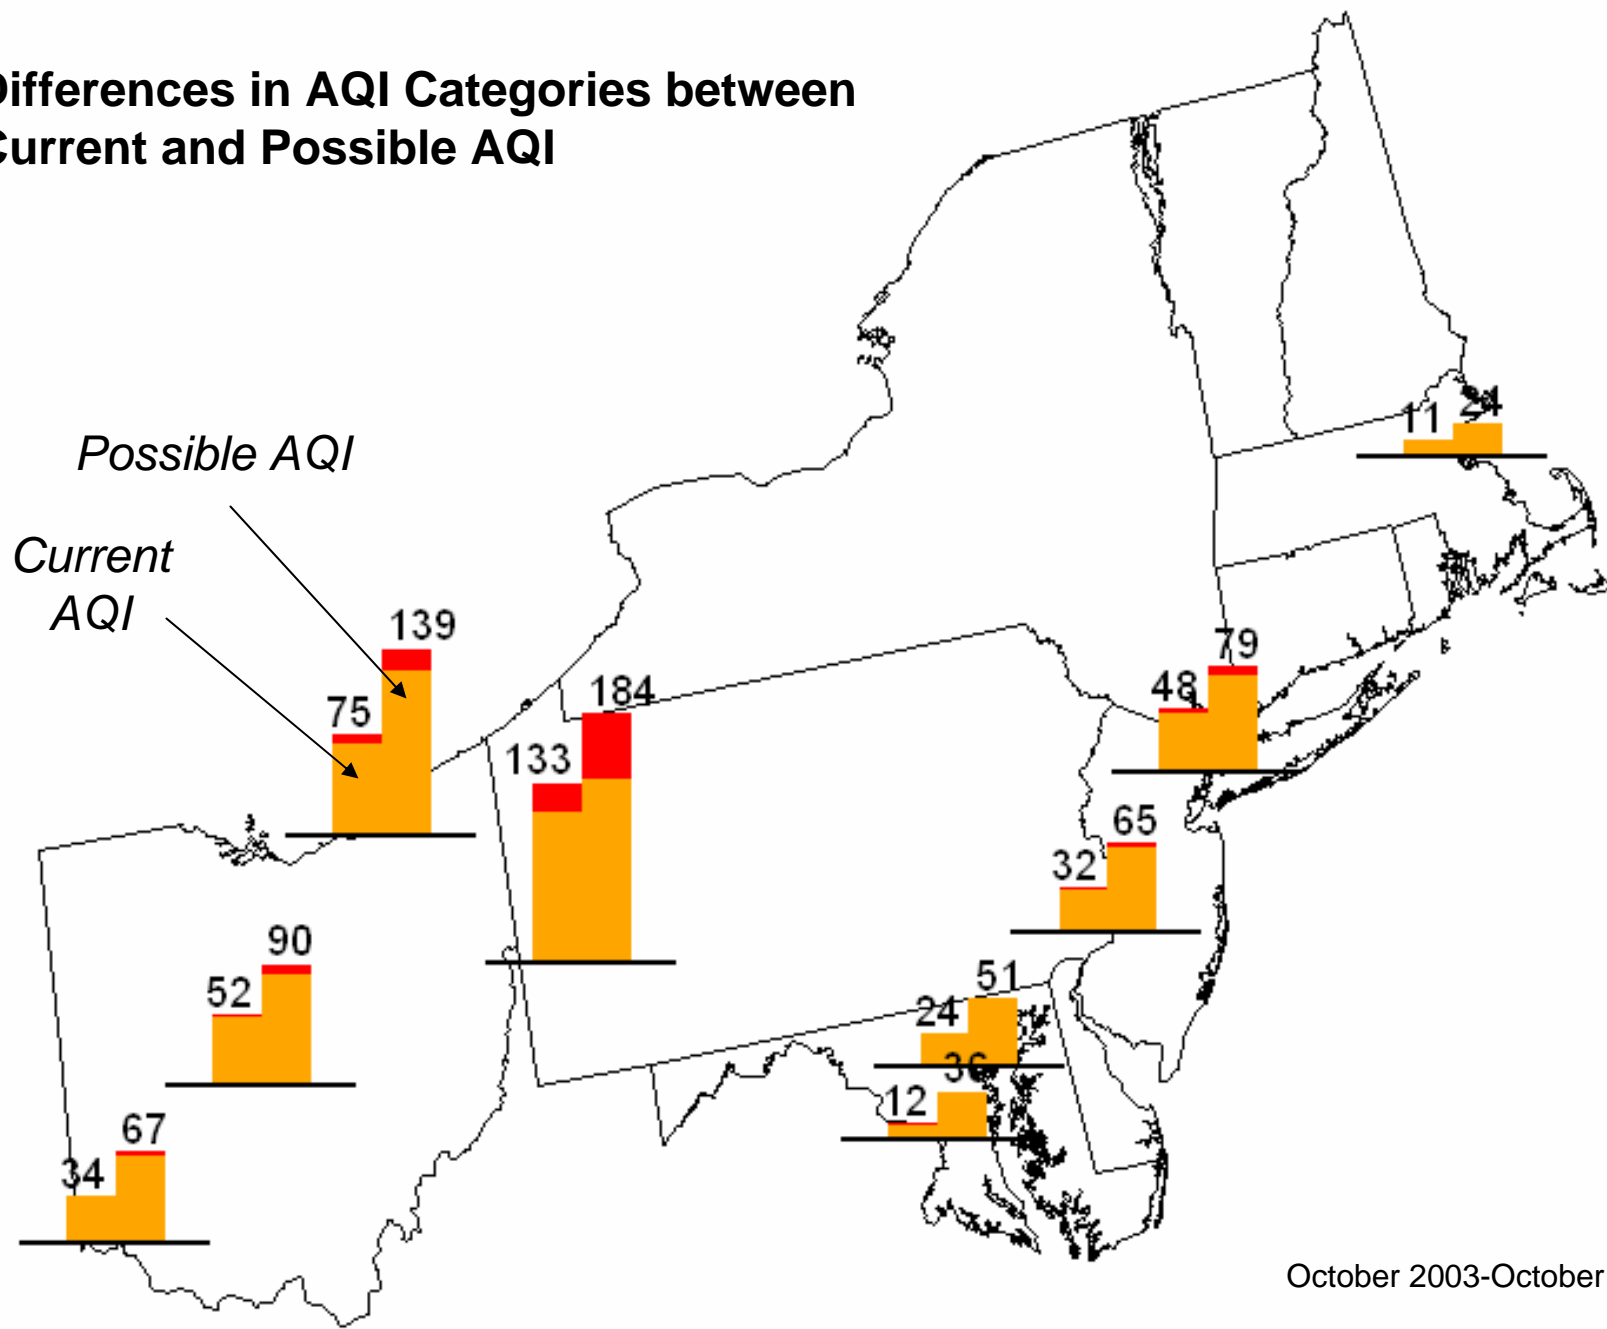 Differences in AQI Categories between
Current and Possible AQI
Possible AQI
Current
AQI
11 24
139
75
184
133
79
48
65
32
90
52
51
24
36
12
67
34
October 2003-October